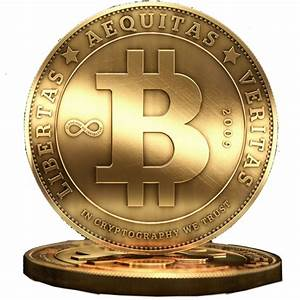 LIBERTAS ★ AEQUITAS ★ VERITAS
B
2009
IN CRYPTOGRAPHY WE TRUST